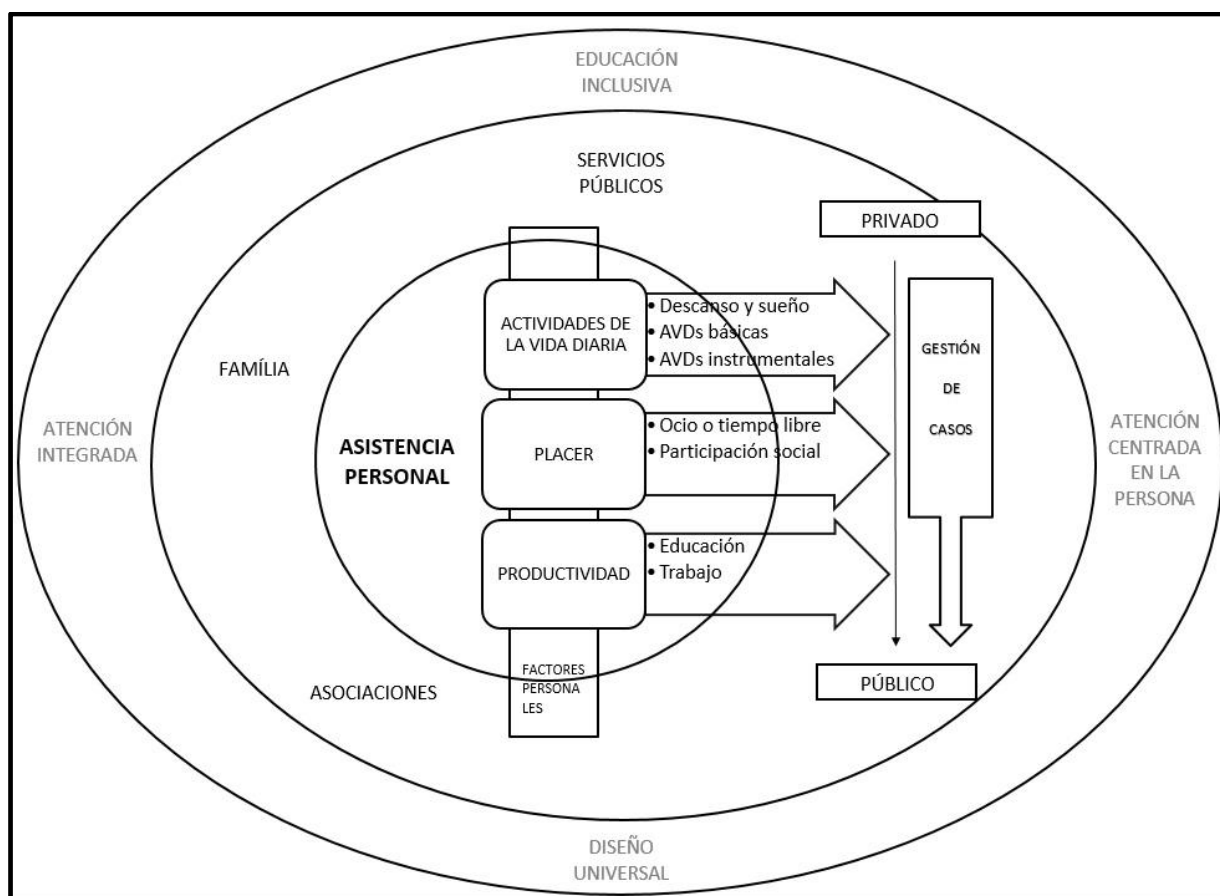 EDUCACIÓN
INCLUSIVA
SERVICIOS
PÚBLICOS
PRIVADO
• Descanso y sueño
• AVDs básicas
• AVDs instrumentales
ACTIVIDADES DE
LA VIDA DIARIA
GESTIÓN
DE
CASOS
FAMÍLIA
ATENCIÓN
INTEGRADA
ASISTENCIA
PERSONAL
PLACER
• Ocio o tiempo libre
• Participación social
ATENCIÓN
CENTRADA
EN LA
PERSONA
PRODUCTIVIDAD
• Educación
• Trabajo
ASOCIACIONES
FACTORES
PERSONA
LES
PÚBLICO
DISEÑO
UNIVERSAL